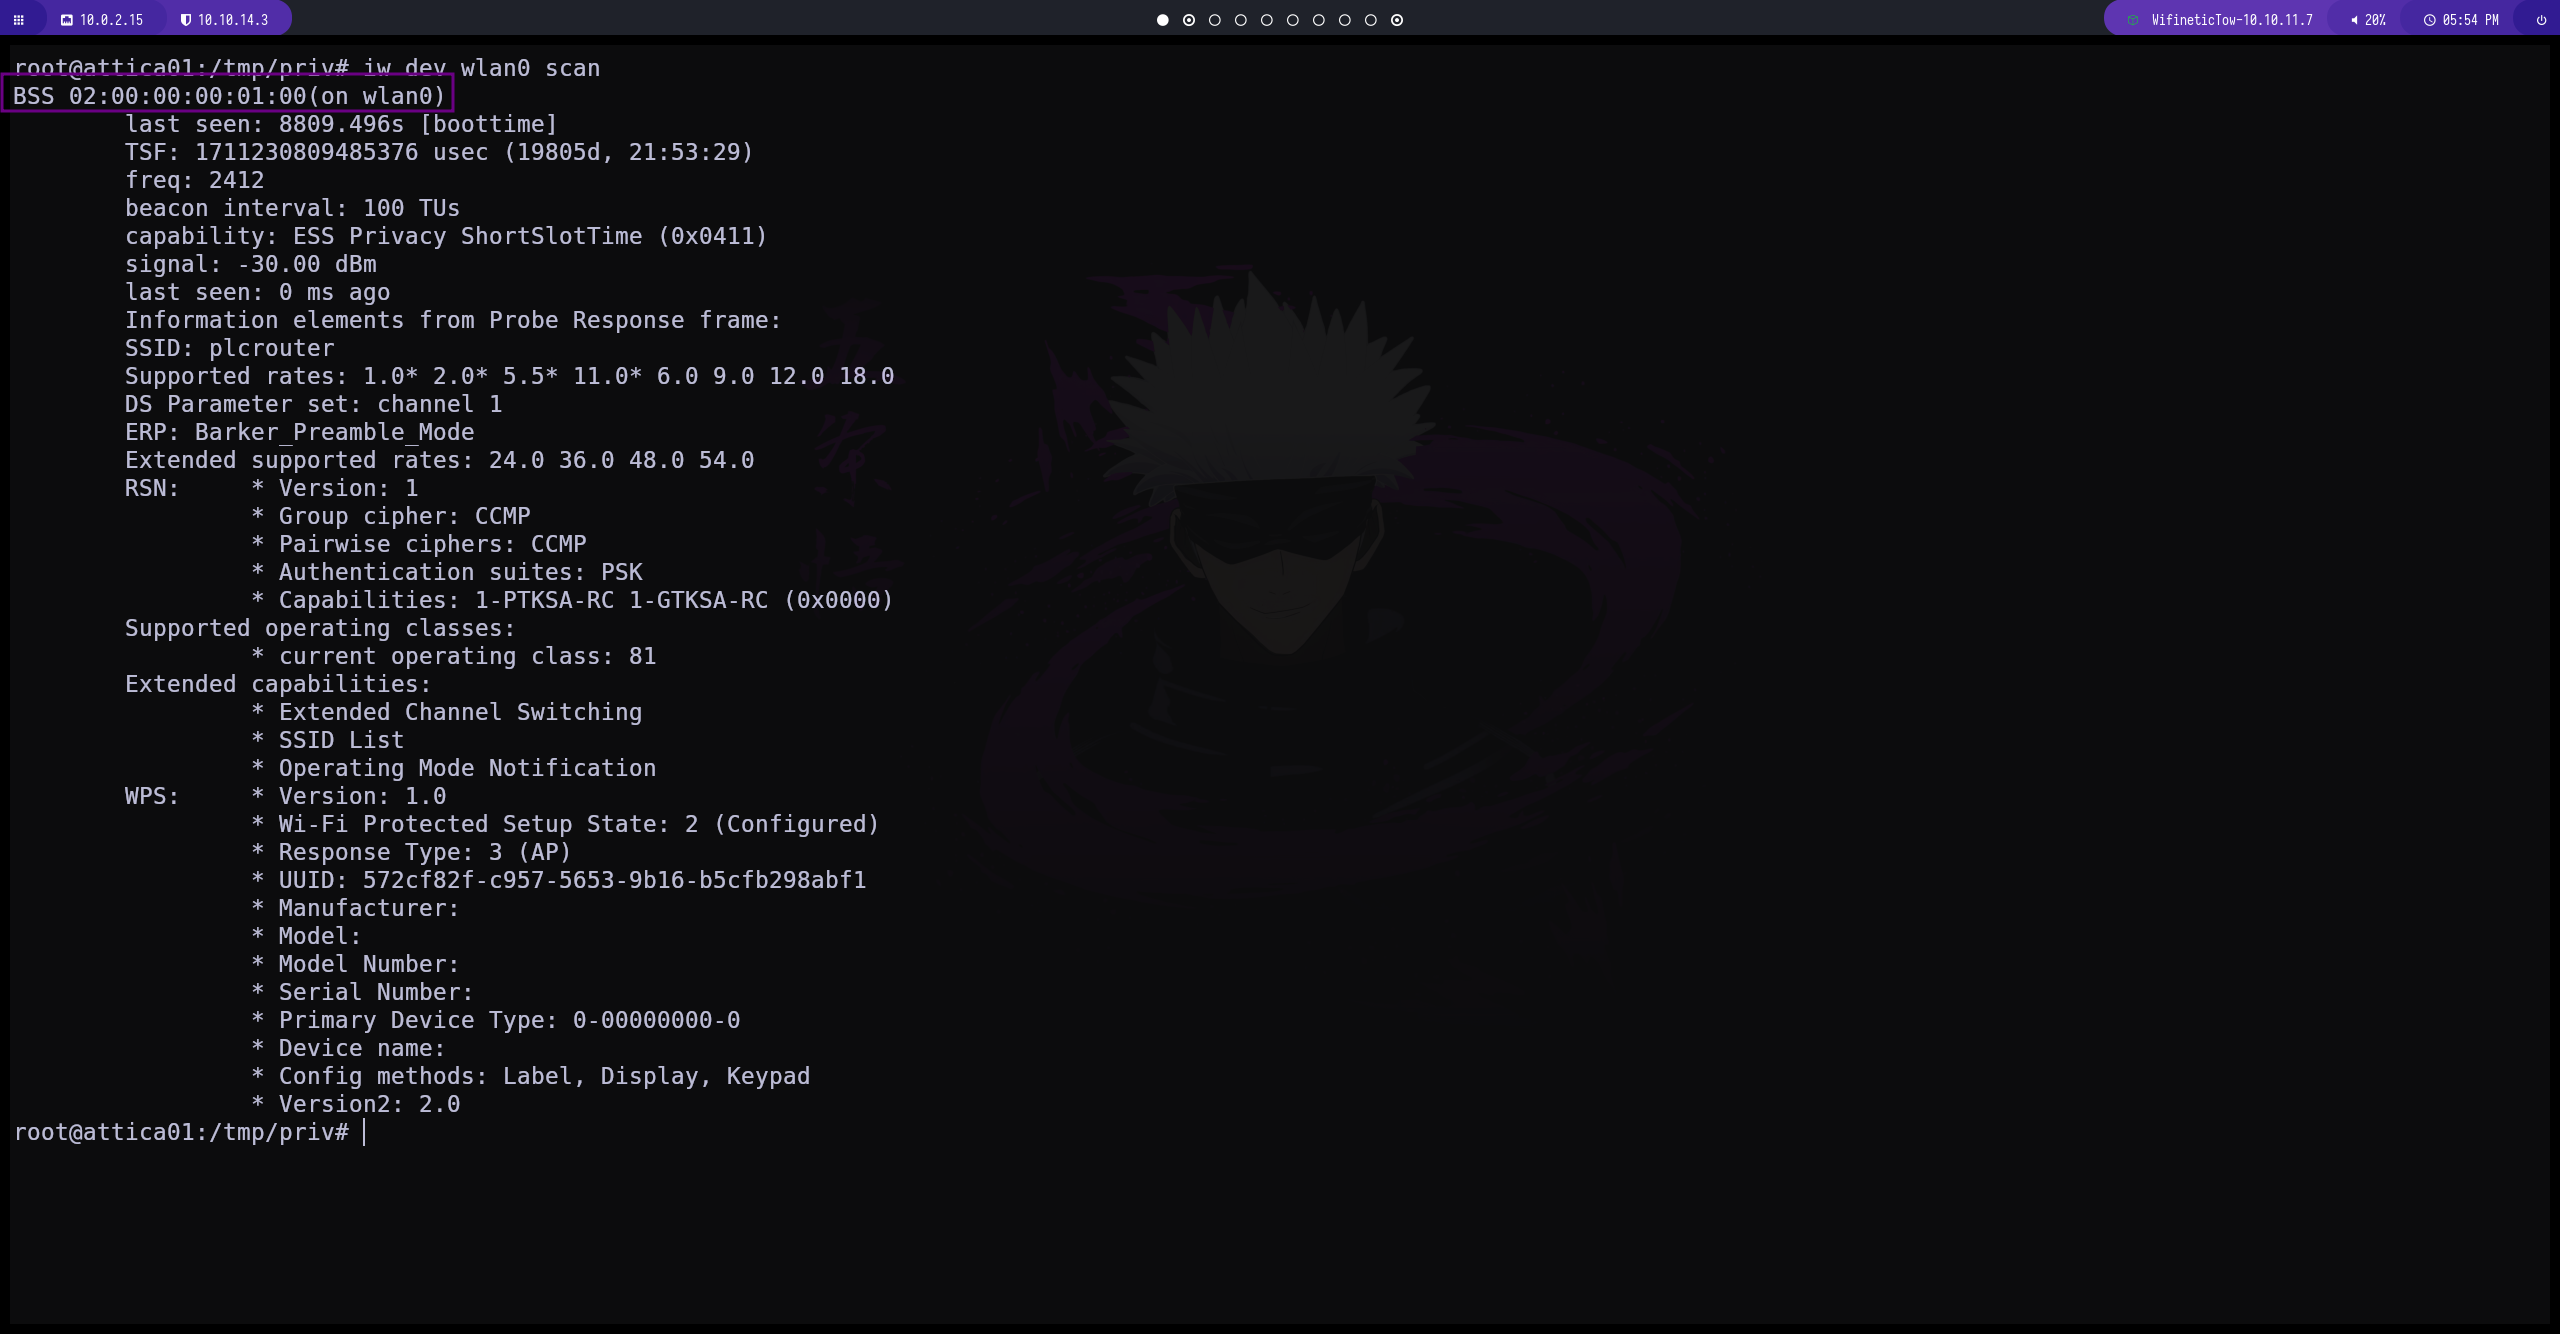 10.0.2.15 10.10.14.3 WifineticTow-10.10.11.7 20% 05:54 PM
root@attica01:/tmp/priv# iw dev wlan0 scan
BSS 02:00:00:00:01:00(on wlan0)
last seen: 8809.496s [boottime]
TSF: 1711230809485376 usec (19805d, 21:53:29)
freq: 2412
beacon interval: 100 TUs
capability: ESS Privacy ShortSlotTime (0x0411)
signal: -30.00 dBm
last seen: 0 ms ago
Information elements from Probe Response frame:
SSID: plcrouter
Supported rates: 1.0* 2.0* 5.5* 11.0* 6.0 9.0 12.0 18.0
DS Parameter set: channel 1
ERP: Barker_Preamble_Mode
Extended supported rates: 24.0 36.0 48.0 54.0
RSN: * Version: 1
* Group cipher: CCMP
* Pairwise ciphers: CCMP
* Authentication suites: PSK
* Capabilities: 1-PTKSA-RC 1-GTKSA-RC (0x0000)
Supported operating classes:
* current operating class: 81
Extended capabilities:
* Extended Channel Switching
* SSID List
* Operating Mode Notification
WPS: * Version: 1.0
* Wi-Fi Protected Setup State: 2 (Configured)
* Response Type: 3 (AP)
* UUID: 572cf82f-c957-5653-9b16-b5cfb298abf1
* Manufacturer:
* Model:
* Model Number:
* Serial Number:
* Primary Device Type: 0-00000000-0
* Device name:
* Config methods: Label, Display, Keypad
* Version2: 2.0
root@attica01:/tmp/priv#
五
条
悟